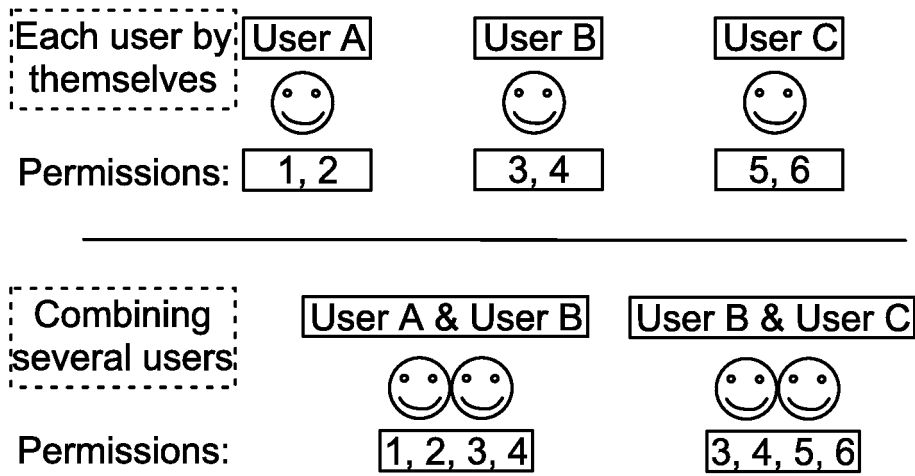 Each user by
themselves
User A
User B
User C
Permissions:
1, 2
3, 4
5, 6
Combining
several users
User A & User B
User B & User C
Permissions:
1, 2, 3, 4
3, 4, 5, 6